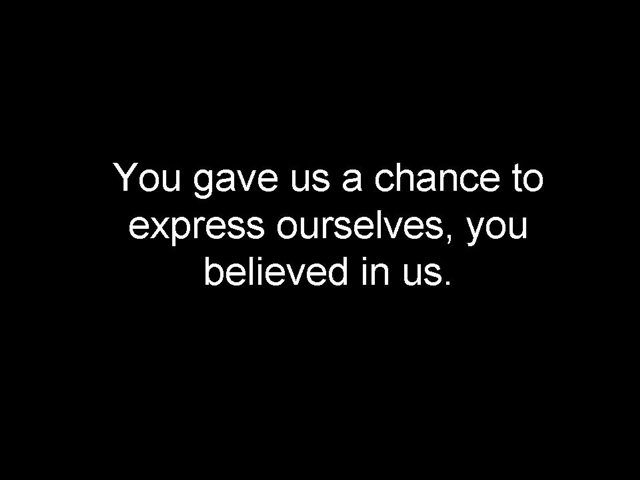 You gave us a chance to
express ourselves, you
believed in us.